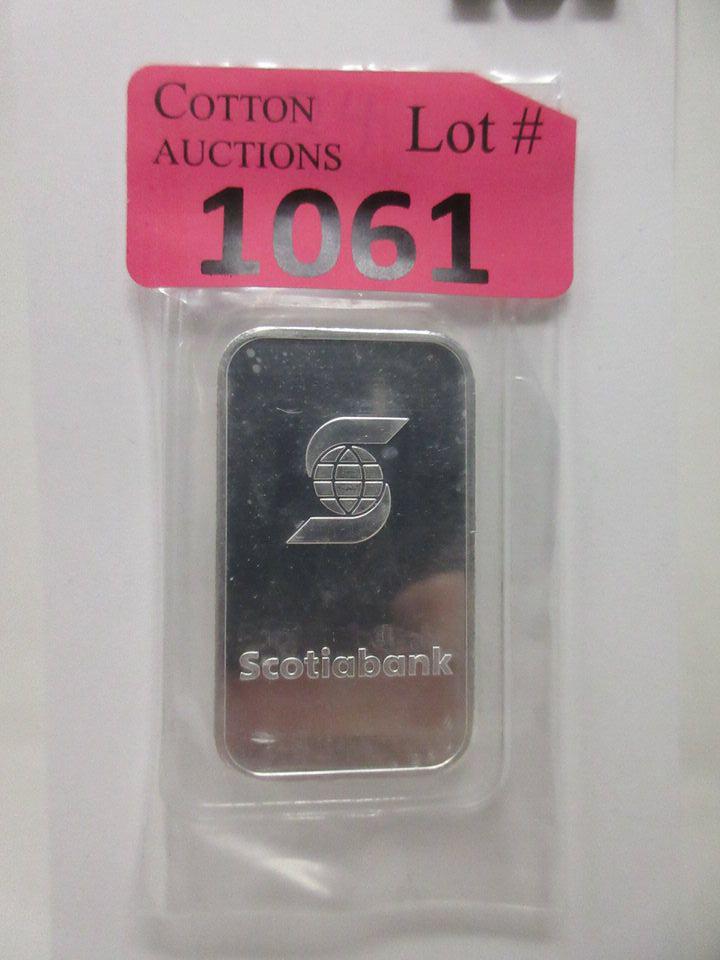 COTTON
AUCTIONS
Lot #
1061
Scotiabank